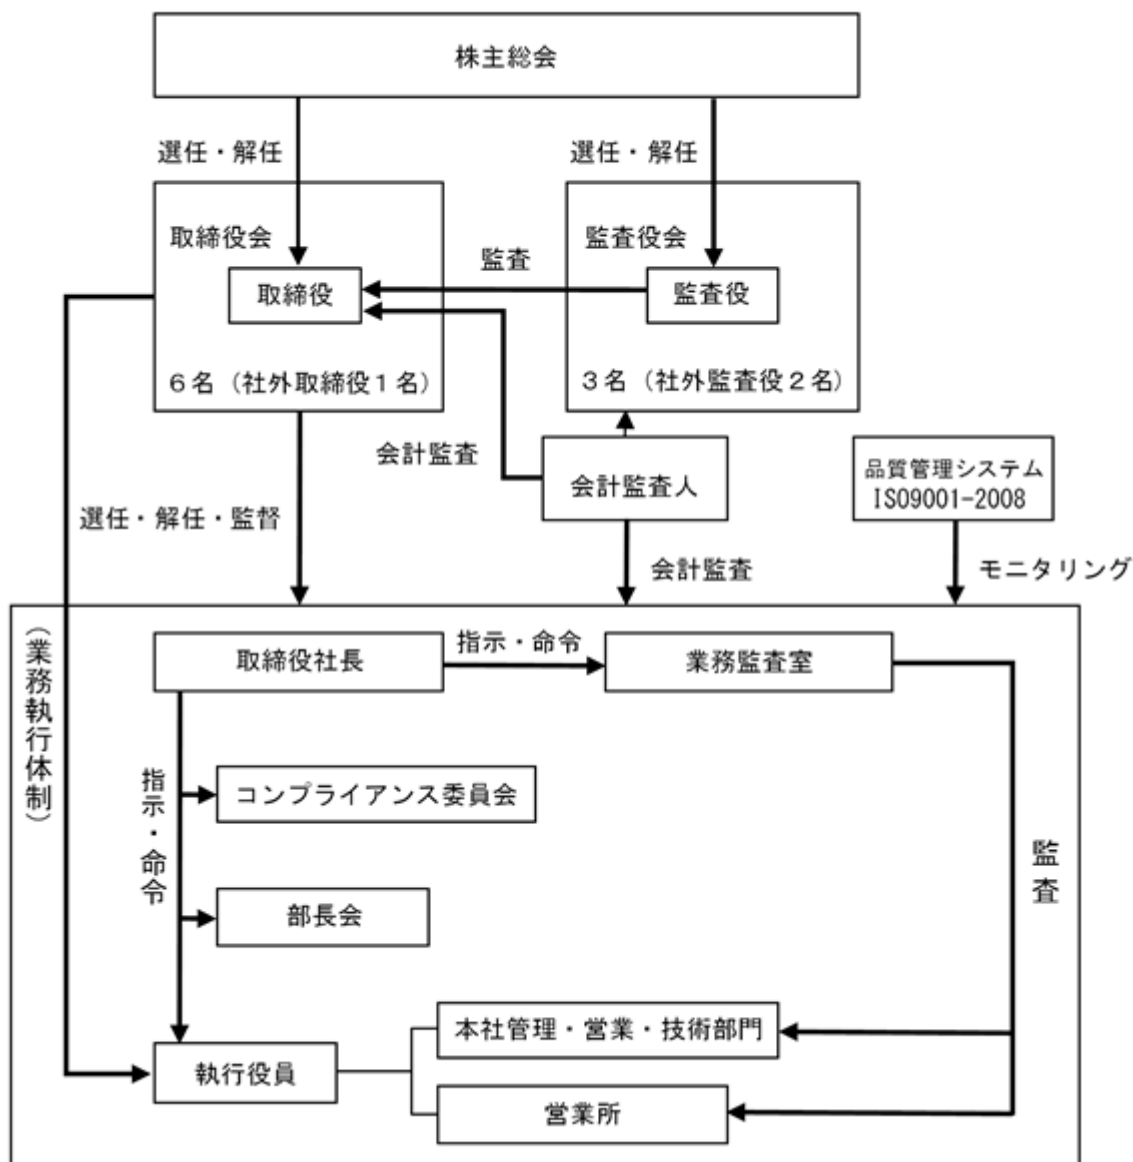 株主総会
選任・解任
選任・解任
取締役会
監査役会
監査
取締役
監査役
6名（社外取締役1名）
3名（社外監査役2名）
会計監査
会計監査人
品質管理システム
ISO9001-2008
選任・解任・監督
会計監査
モニタリング
（業務執行体制）
取締役社長
指示・命令
業務監査室
指示・命令
コンプライアンス委員会
監査
部長会
本社管理・営業・技術部門
執行役員
営業所